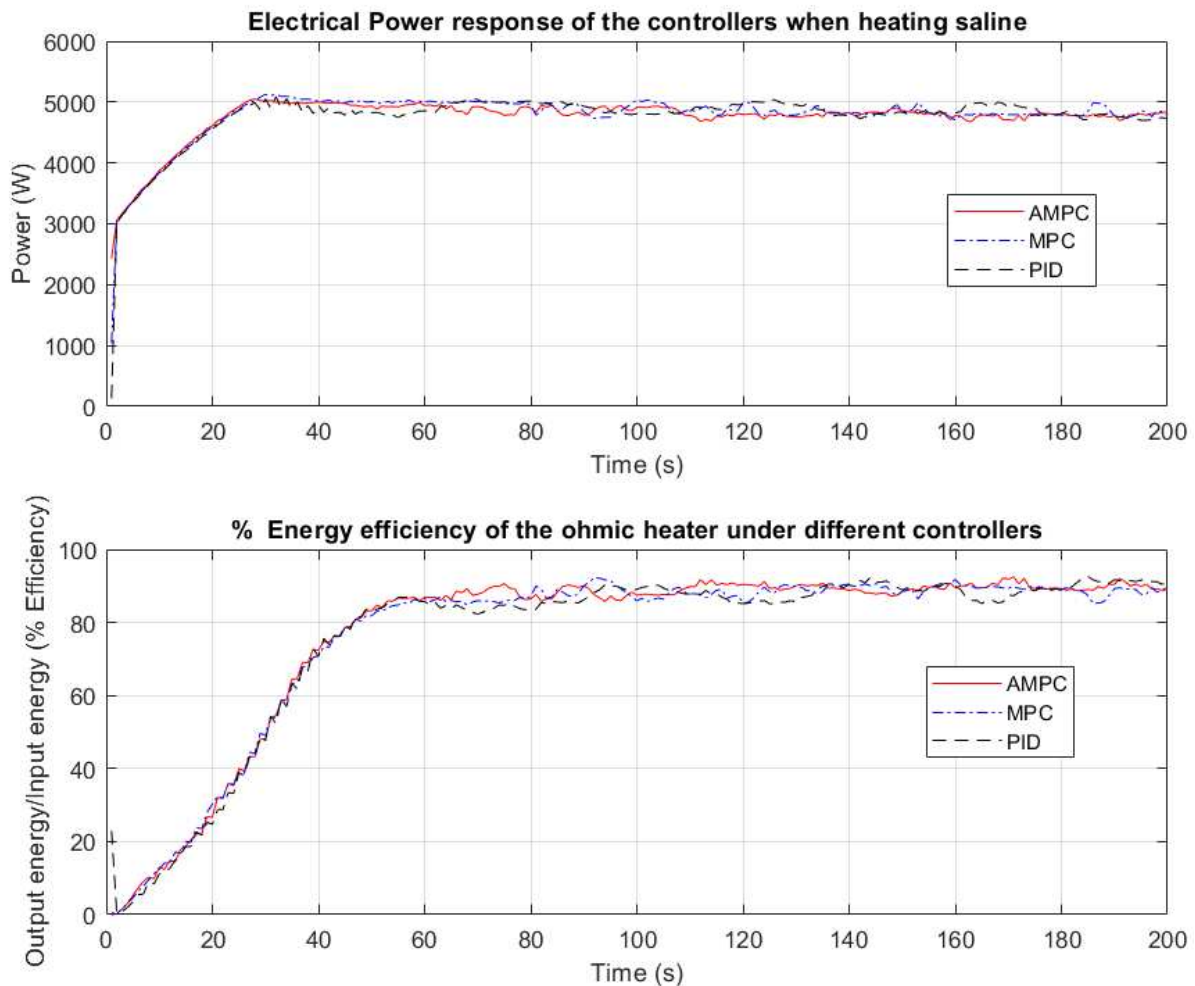 Electrical Power response of the controllers when heating saline
6000
5000
4000
3000
2000
1000
0
Power (W)
AMPC
MPC
PID
0 20 40 60 80 100 120 140 160 180 200
Time (s)
% Energy efficiency of the ohmic heater under different controllers
100
80
60
40
20
0
Output energy/Input energy (% Efficiency)
AMPC
MPC
PID
0 20 40 60 80 100 120 140 160 180 200
Time (s)